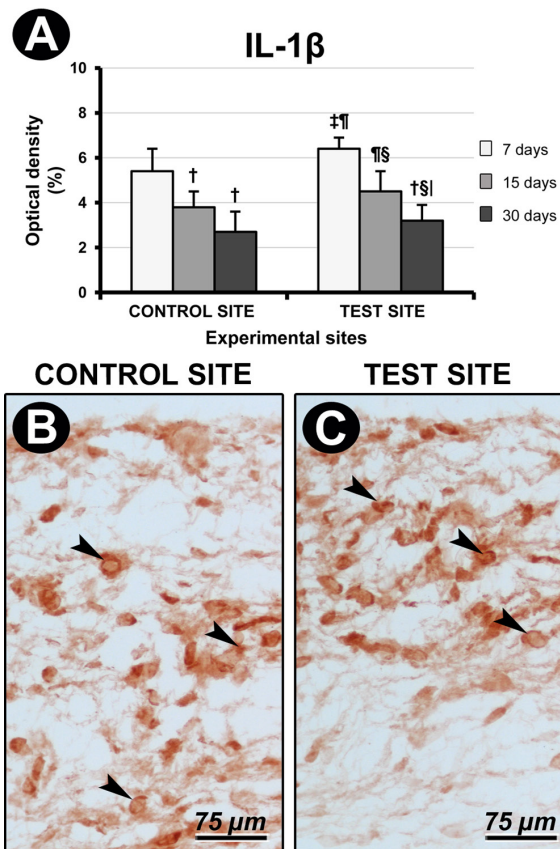 A
IL-1β
Optical density
(%)
10
8
6
4
2
0
†
†
‡¶
¶§
†§|
7 days
15 days
30 days
CONTROL SITE
TEST SITE
Experimental sites
CONTROL SITE
TEST SITE
B
C
75 μm
75 μm